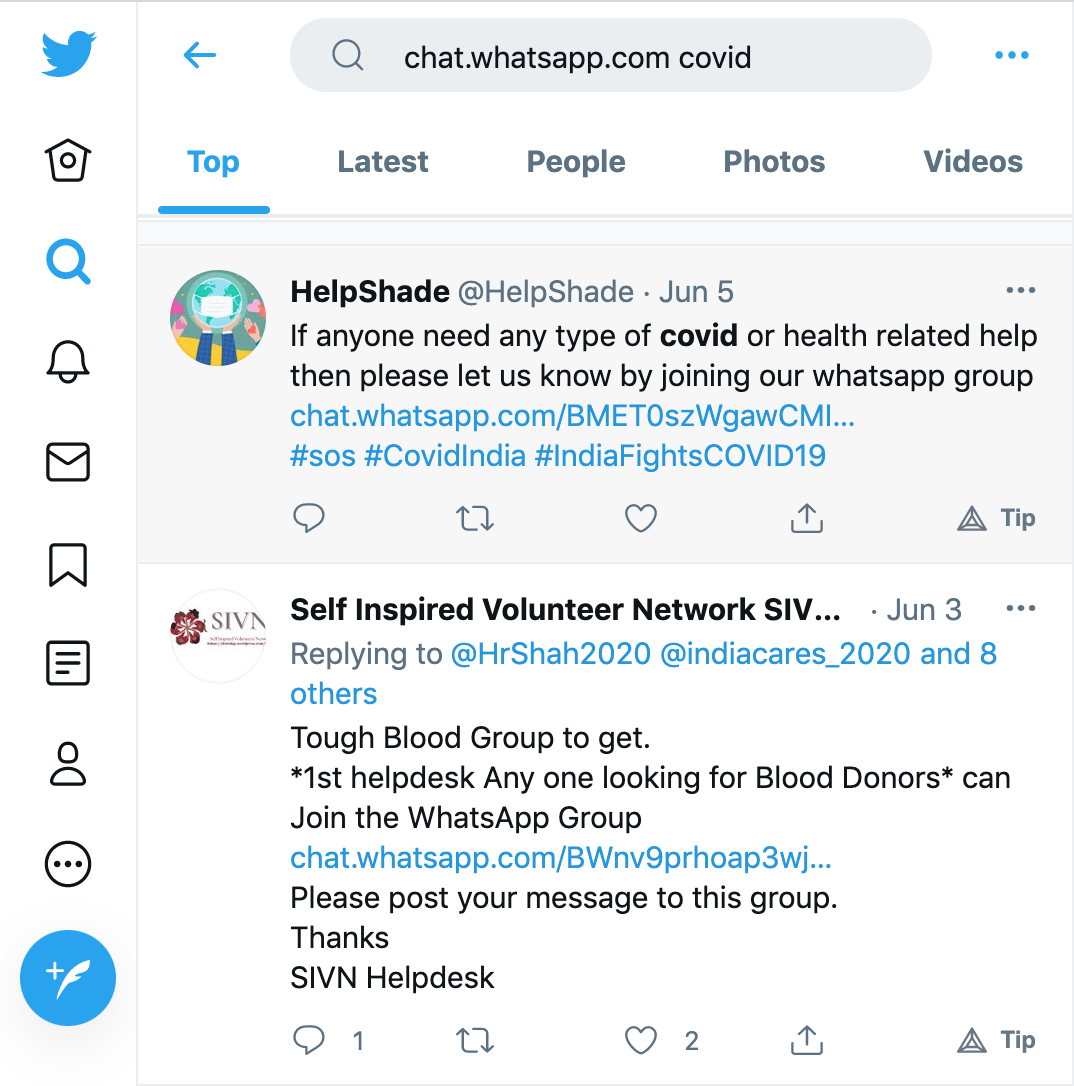 chat.whatsapp.com covid
Top Latest People Photos Videos
HelpShade @HelpShade · Jun 5
If anyone need any type of covid or health related help
then please let us know by joining our whatsapp group
chat.whatsapp.com/BMET0szWgawCMI...
#sos #CovidIndia #IndiaFightsCOVID19
Tip
SIVN
Self Inspired Volunteer Network SIV... · Jun 3
Replying to @HrShah2020 @indiacares_2020 and 8
others
Tough Blood Group to get.
*1st helpdesk Any one looking for Blood Donors* can
Join the WhatsApp Group
chat.whatsapp.com/BWnv9prhoap3wj...
Please post your message to this group.
Thanks
SIVN Helpdesk
1 2 Tip